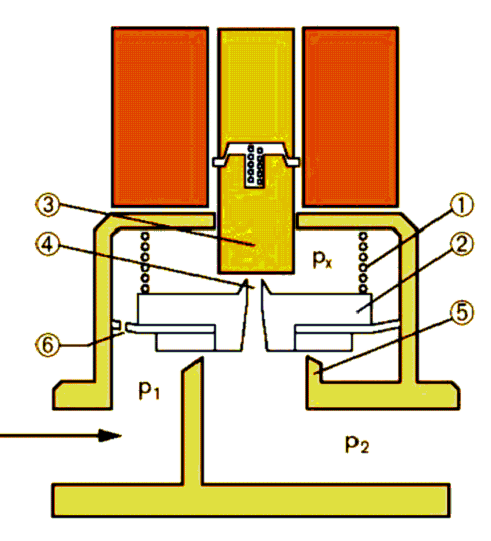 ③
①
④
②
pₓ
⑤
⑥
p₁
p₂